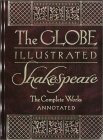 The GLOBE
ILLUSTRATED
Shakespeare
The Complete Works
ANNOTATED